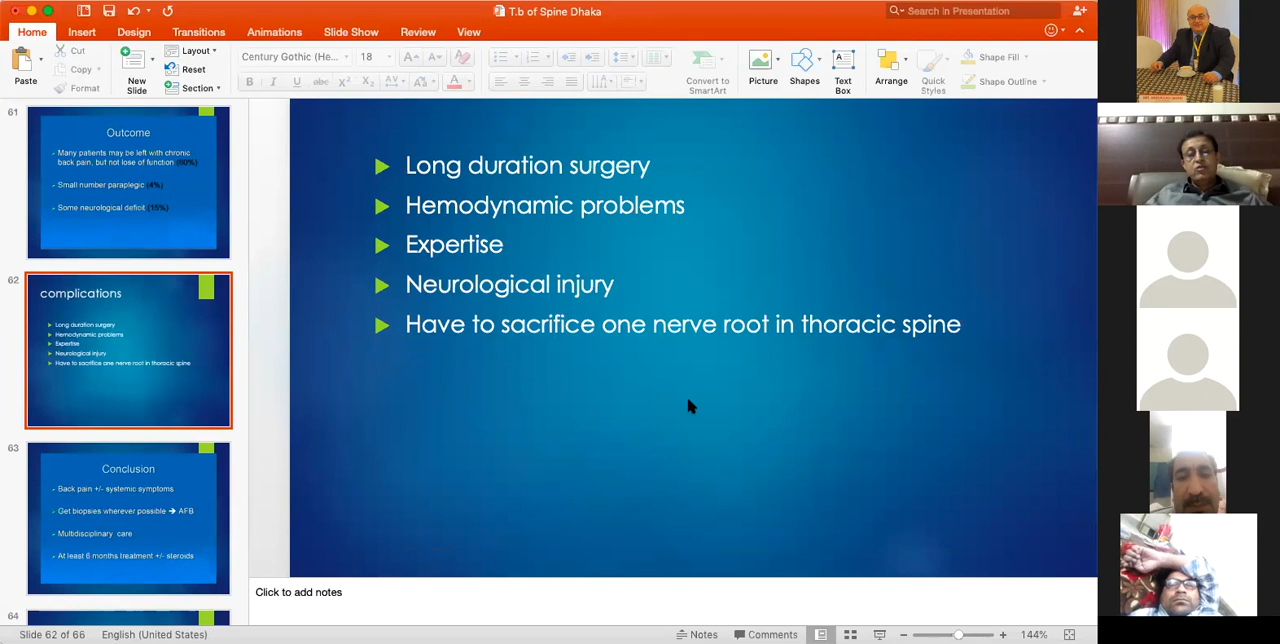 T.b of Spine Dhaka
Search in Presentation
Home Insert Design Transitions Animations Slide Show Review View
Paste
Cut
Copy
Format
New Slide
Layout
Reset
Section
Century Gothic (He... 18
B I U abc X² X₂ Aa A
Convert to SmartArt
Picture
Shapes
Text Box
Arrange
Quick Styles
Shape Fill
Shape Outline
61
Outcome
Many patients may be left with chronic
back pain, but not lose of function (80%)
Small number paraplegic (4%)
Some neurological deficit (15%)
62
complications
Long duration surgery
Hemodynamic problems
Expertise
Neurological injury
Have to sacrifice one nerve root in thoracic spine
63
Conclusion
Back pain +/- systemic symptoms
Get biopsies wherever possible ➔ AFB
Multidisciplinary care
At least 6 months treatment +/- steroids
64
Long duration surgery
Hemodynamic problems
Expertise
Neurological injury
Have to sacrifice one nerve root in thoracic spine
Click to add notes
Slide 62 of 66 English (United States) Notes Comments 144%